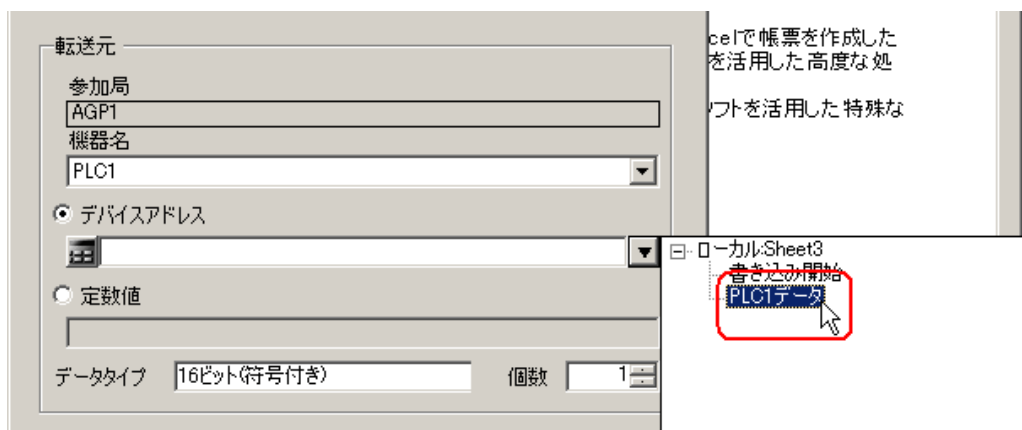 転送元
参加局
AGP1
機器名
PLC1
デバイスアドレス
定数値
データタイプ 16ビット(符号付き) 個数 1
celで帳票を作成した
を活用した高度な処
ソフトを活用した特殊な
ローカル:Sheet3
書き込み開始
PLC1データ